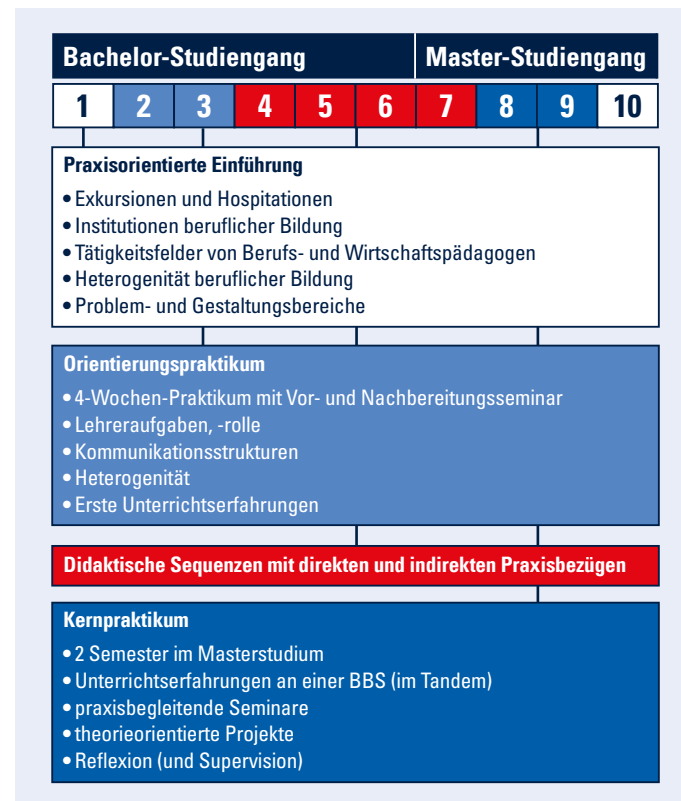 Bachelor-Studiengang Master-Studiengang
1 2 3 4 5 6 7 8 9 10
Praxisorientierte Einführung
• Exkursionen und Hospitationen
• Institutionen beruflicher Bildung
• Tätigkeitsfelder von Berufs- und Wirtschaftspädagogen
• Heterogenität beruflicher Bildung
• Problem- und Gestaltungsbereiche
Orientierungspraktikum
• 4-Wochen-Praktikum mit Vor- und Nachbereitungsseminar
• Lehreraufgaben, -rolle
• Kommunikationsstrukturen
• Heterogenität
• Erste Unterrichtserfahrungen
Didaktische Sequenzen mit direkten und indirekten Praxisbezügen
Kernpraktikum
• 2 Semester im Masterstudium
• Unterrichtserfahrungen an einer BBS (im Tandem)
• praxisbegleitende Seminare
• theorieorientierte Projekte
• Reflexion (und Supervision)